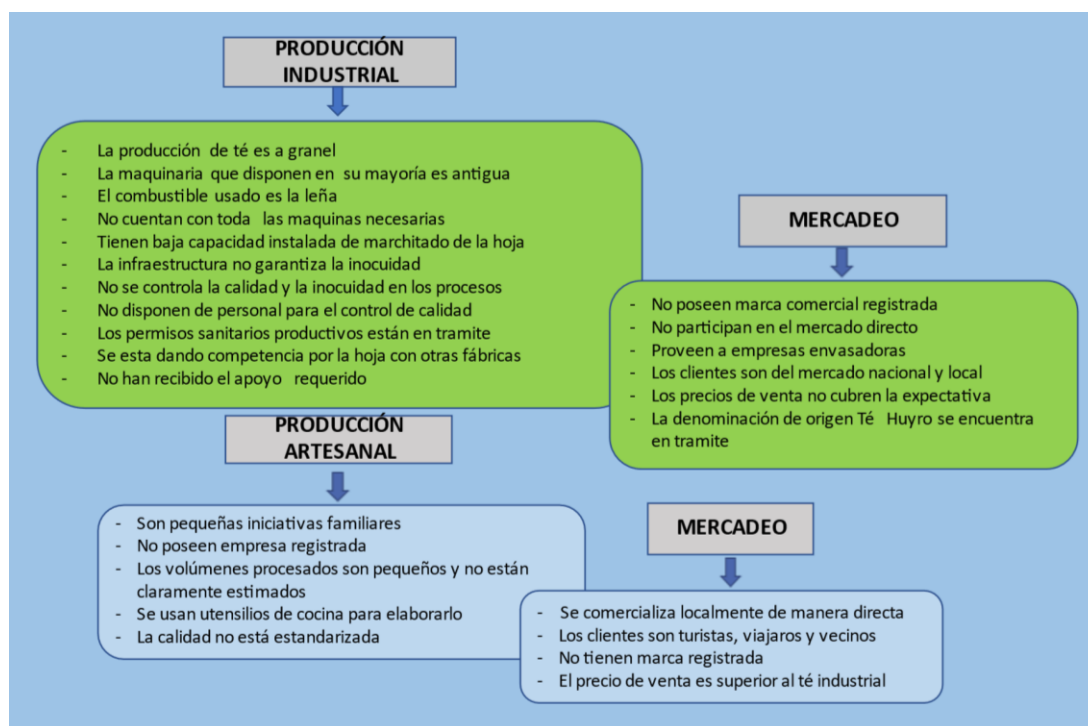 PRODUCCIÓN
INDUSTRIAL
- La producción de té es a granel
- La maquinaria que disponen en su mayoría es antigua
- El combustible usado es la leña
- No cuentan con toda las maquinas necesarias
- Tienen baja capacidad instalada de marchitado de la hoja
- La infraestructura no garantiza la inocuidad
- No se controla la calidad y la inocuidad en los procesos
- No disponen de personal para el control de calidad
- Los permisos sanitarios productivos están en tramite
- Se esta dando competencia por la hoja con otras fábricas
- No han recibido el apoyo requerido
MERCADEO
- No poseen marca comercial registrada
- No participan en el mercado directo
- Proveen a empresas envasadoras
- Los clientes son del mercado nacional y local
- Los precios de venta no cubren la expectativa
- La denominación de origen Té Huyro se encuentra
en tramite
PRODUCCIÓN
ARTESANAL
- Son pequeñas iniciativas familiares
- No poseen empresa registrada
- Los volúmenes procesados son pequeños y no están
claramente estimados
- Se usan utensilios de cocina para elaborarlo
- La calidad no está estandarizada
MERCADEO
- Se comercializa localmente de manera directa
- Los clientes son turistas, viajaros y vecinos
- No tienen marca registrada
- El precio de venta es superior al té industrial